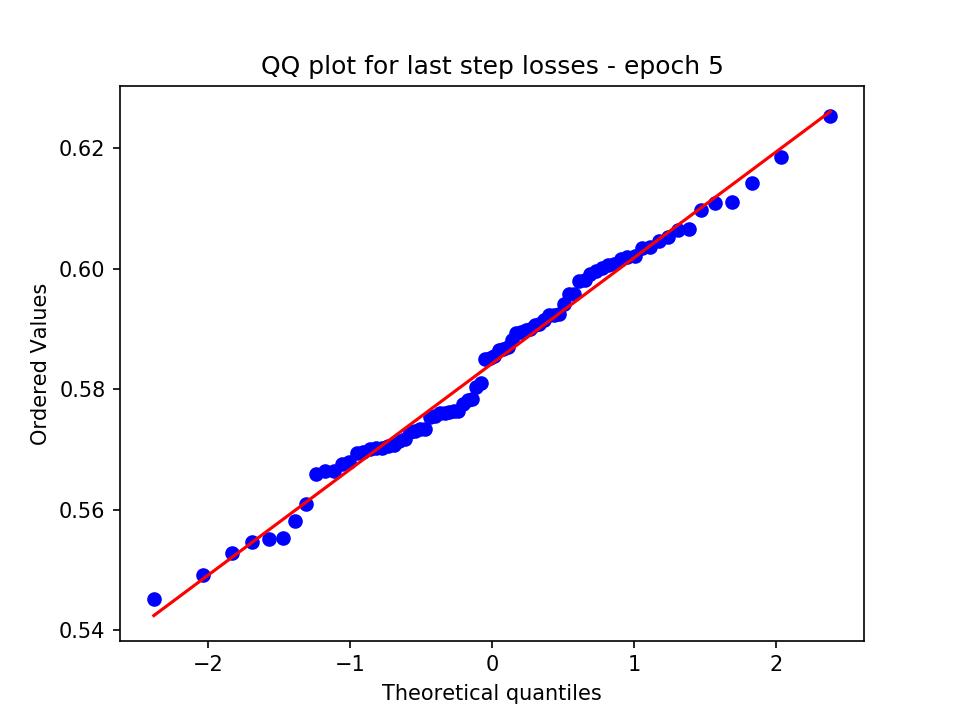 QQ plot for last step losses - epoch 5
Ordered Values
0.62
0.60
0.58
0.56
0.54
−2 −1 0 1 2
Theoretical quantiles